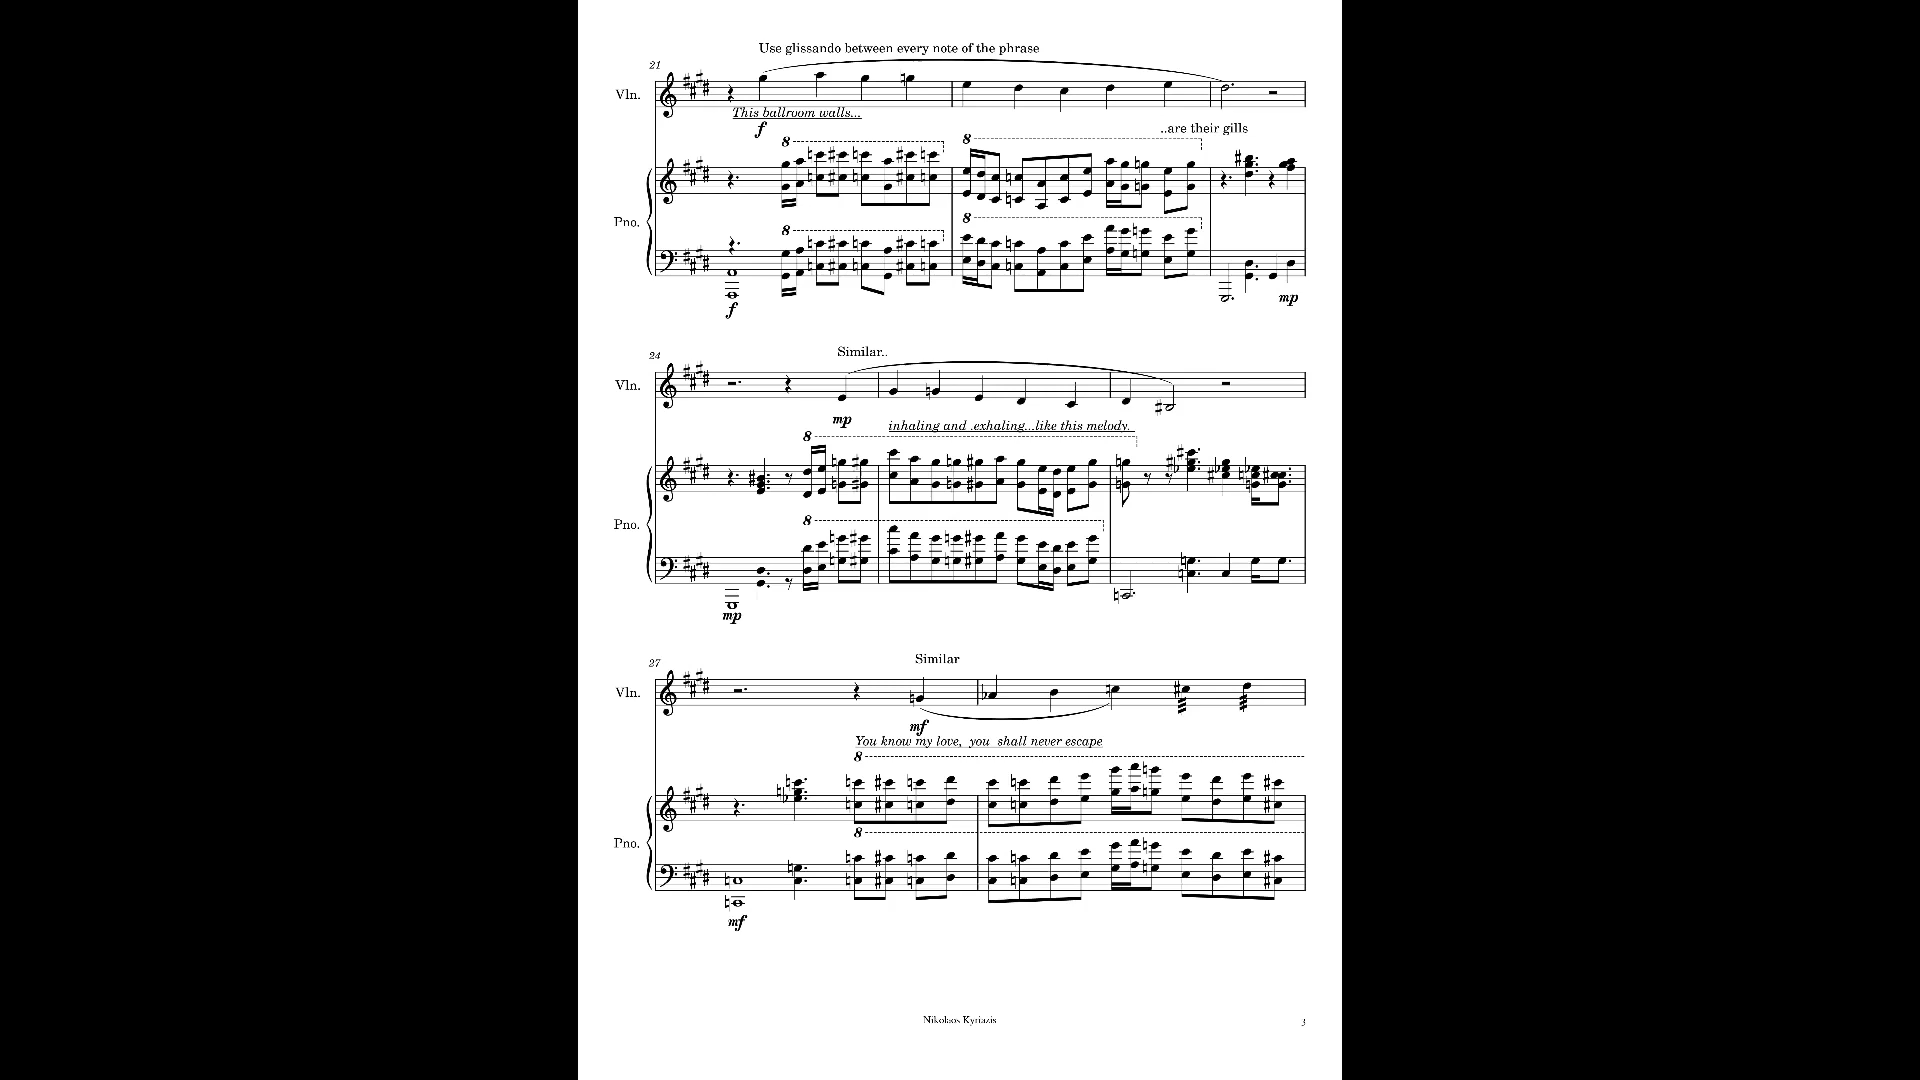 Use glissando between every note of the phrase
21
Vln.
This ballroom walls...
f
..are their gills
8
8
Pno.
8
8
f
mp
Similar..
24
Vln.
mp
inhaling and .exhaling...like this melody.
8
Pno.
8
mp
Similar
27
Vln.
mf
You know my love, you shall never escape
8
8
Pno.
mf
Nikolaos Kyriazis
3